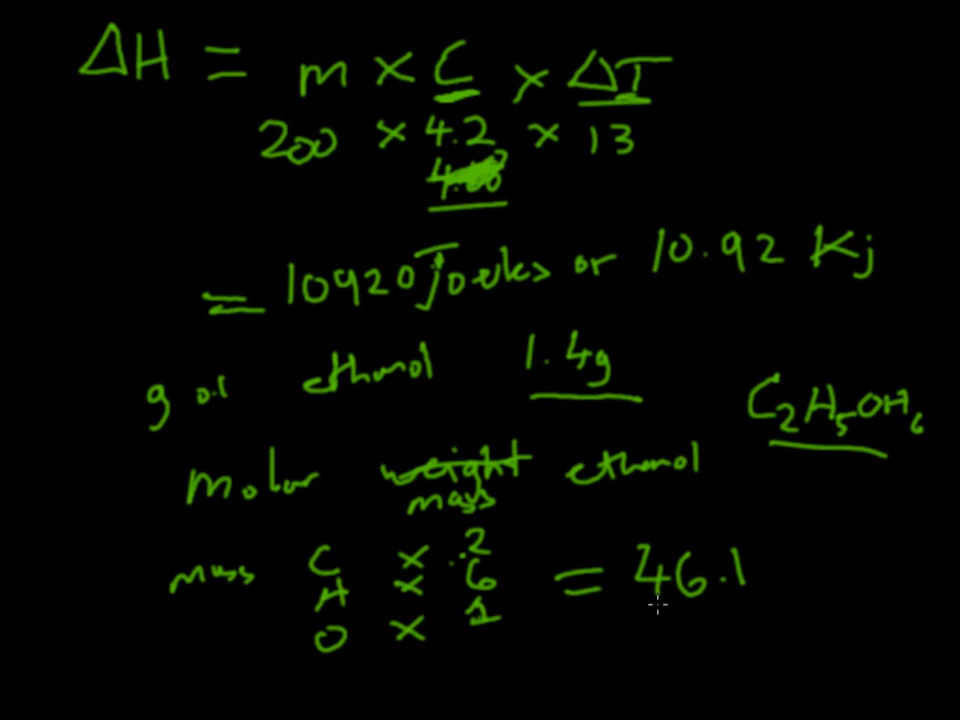 ΔH = m × C × ΔT
200 × 4.2 × 13
= 10920 Joules or 10.92 Kj
g of ethanol 1.4g
C₂H₅OH₆
molar weight ethanol
mass
mass C × 2
H × 6 = 46.1
O × 1